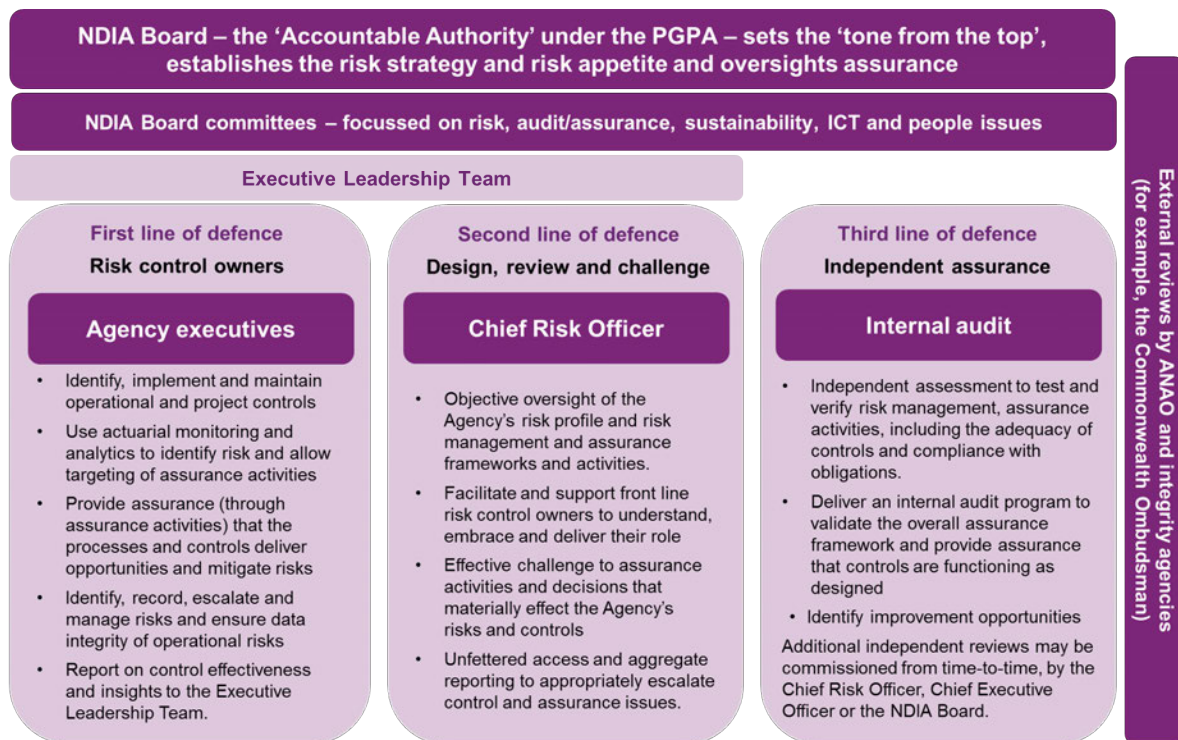 NDIA Board – the ‘Accountable Authority’ under the PGPA – sets the ‘tone from the top’,
establishes the risk strategy and risk appetite and oversights assurance
NDIA Board committees – focussed on risk, audit/assurance, sustainability, ICT and people issues
Executive Leadership Team
First line of defence
Risk control owners
Agency executives
• Identify, implement and maintain
operational and project controls
• Use actuarial monitoring and
analytics to identify risk and allow
targeting of assurance activities
• Provide assurance (through
assurance activities) that the
processes and controls deliver
opportunities and mitigate risks
• Identify, record, escalate and
manage risks and ensure data
integrity of operational risks
• Report on control effectiveness
and insights to the Executive
Leadership Team.
Second line of defence
Design, review and challenge
Chief Risk Officer
• Objective oversight of the
Agency’s risk profile and risk
management and assurance
frameworks and activities.
• Facilitate and support front line
risk control owners to understand,
embrace and deliver their role
• Effective challenge to assurance
activities and decisions that
materially effect the Agency’s
risks and controls
• Unfettered access and aggregate
reporting to appropriately escalate
control and assurance issues.
Third line of defence
Independent assurance
Internal audit
• Independent assessment to test and
verify risk management, assurance
activities, including the adequacy of
controls and compliance with
obligations.
• Deliver an internal audit program to
validate the overall assurance
framework and provide assurance
that controls are functioning as
designed
• Identify improvement opportunities
Additional independent reviews may be
commissioned from time-to-time, by the
Chief Risk Officer, Chief Executive
Officer or the NDIA Board.
External reviews by ANAO and integrity agencies
(for example, the Commonwealth Ombudsman)